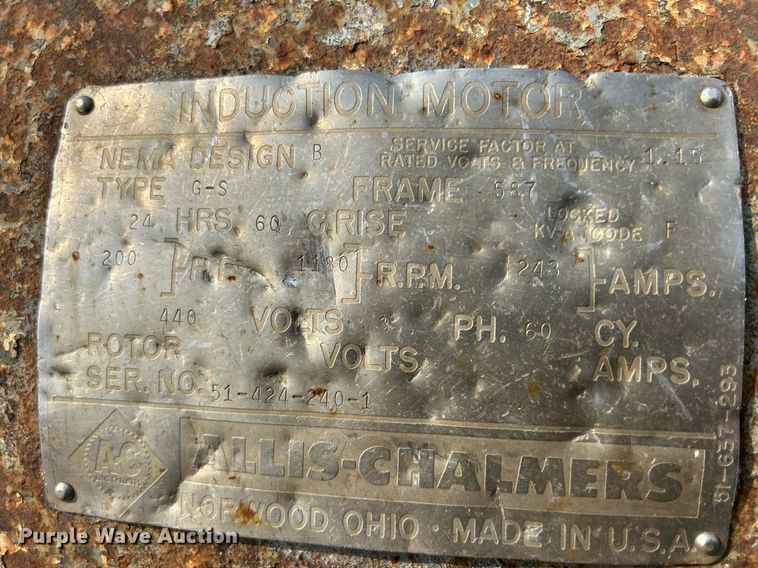 INDUCTION MOTOR
NEMA DESIGN B SERVICE FACTOR AT RATED VOLTS & FREQUENCY 1.15
TYPE G-S FRAME 587
24 HRS. 60 C.RISE LOCKED KV-A CODE F
200 H.P. 1180 R.P.M. 243 AMPS.
440 VOLTS 3 PH. 60 CY.
ROTOR VOLTS AMPS.
SER. NO. 51-424-240-1
A-C
ALLIS-CHALMERS
NORWOOD OHIO · MADE IN U.S.A.
51-G37-293
Purple Wave Auction